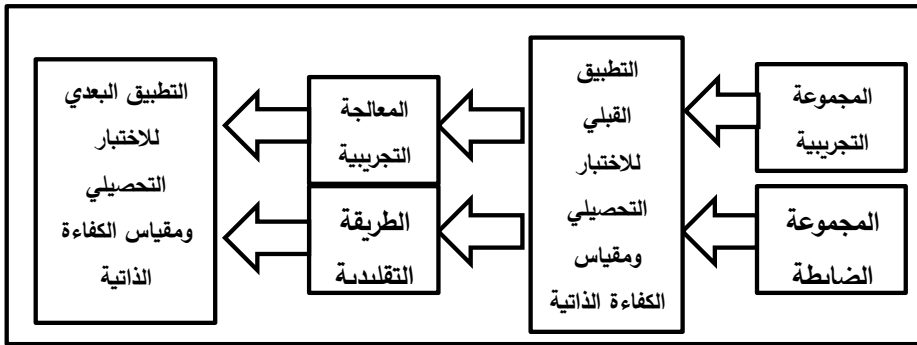 المجموعة
التجريبية
المجموعة
الضابطة
التطبيق
القبلي
للاختبار
التحصيلي
ومقياس
الكفاءة الذاتية
المعالجة
التجريبية
الطريقة
التقليدية
التطبيق البعدي
للاختبار
التحصيلي
ومقياس الكفاءة
الذاتية